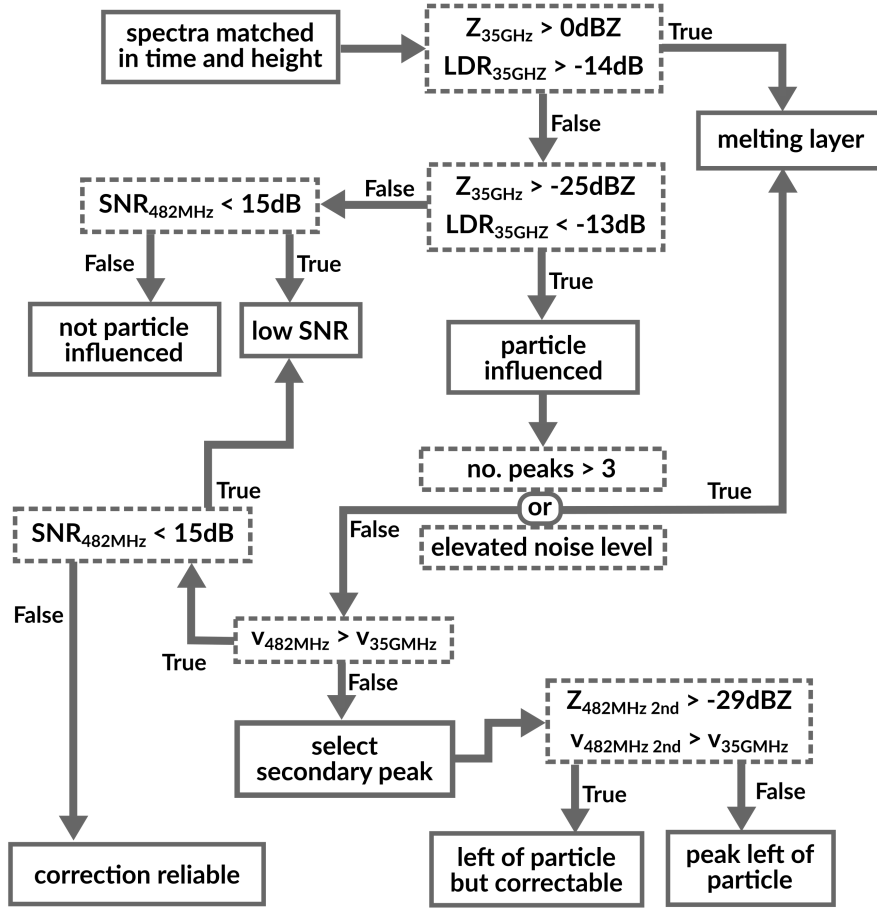 spectra matched
in time and height
Z35GHz > 0dBZ
LDR35GHZ > -14dB
True
melting layer
False
Z35GHz > -25dBZ
LDR35GHZ < -13dB
False
SNR482MHz < 15dB
False
True
not particle
influenced
low SNR
True
particle
influenced
no. peaks > 3
or
elevated noise level
True
False
True
SNR482MHz < 15dB
False
v482MHz > v35GMHz
True
False
select
secondary peak
Z482MHz 2nd > -29dBZ
v482MHz 2nd > v35GMHz
True
False
correction reliable
left of particle
but correctable
peak left of
particle